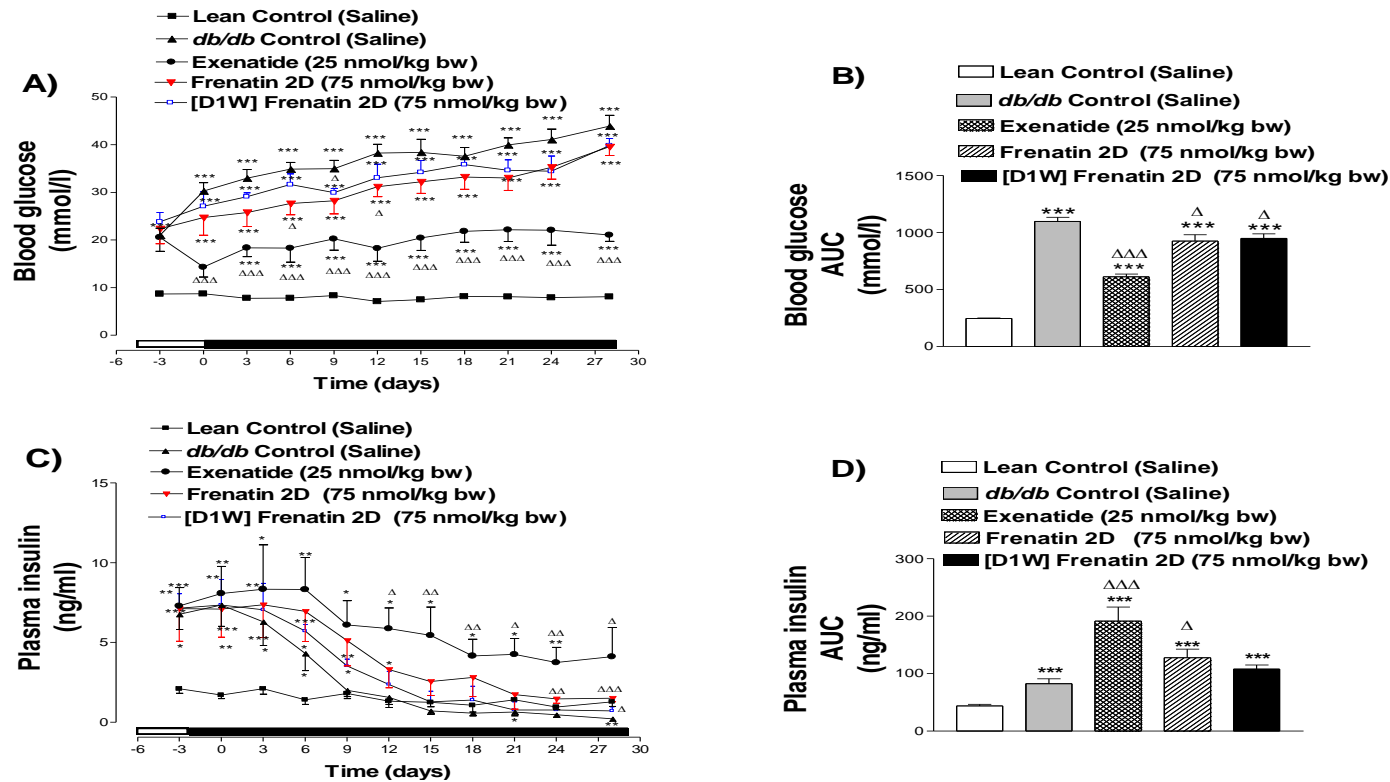 A)
Lean Control (Saline)
db/db Control (Saline)
Exenatide (25 nmol/kg bw)
Frenatin 2D (75 nmol/kg bw)
[D1W] Frenatin 2D (75 nmol/kg bw)
Blood glucose
(mmol/l)
50
40
30
20
10
0
-6 -3 0 3 6 9 12 15 18 21 24 27 30
Time (days)
B)
Lean Control (Saline)
db/db Control (Saline)
Exenatide (25 nmol/kg bw)
Frenatin 2D (75 nmol/kg bw)
[D1W] Frenatin 2D (75 nmol/kg bw)
Blood glucose
AUC
(mmol/l)
1500
1000
500
0
***
ΔΔΔ
***
Δ
***
Δ
***
C)
Lean Control (Saline)
db/db Control (Saline)
Exenatide (25 nmol/kg bw)
Frenatin 2D (75 nmol/kg bw)
[D1W] Frenatin 2D (75 nmol/kg bw)
Plasma insulin
(ng/ml)
15
10
5
0
-6 -3 0 3 6 9 12 15 18 21 24 27 30
Time (days)
D)
Lean Control (Saline)
db/db Control (Saline)
Exenatide (25 nmol/kg bw)
Frenatin 2D (75 nmol/kg bw)
[D1W] Frenatin 2D (75 nmol/kg bw)
Plasma insulin
AUC
(ng/ml)
300
200
100
0
***
ΔΔΔ
***
Δ
***
***